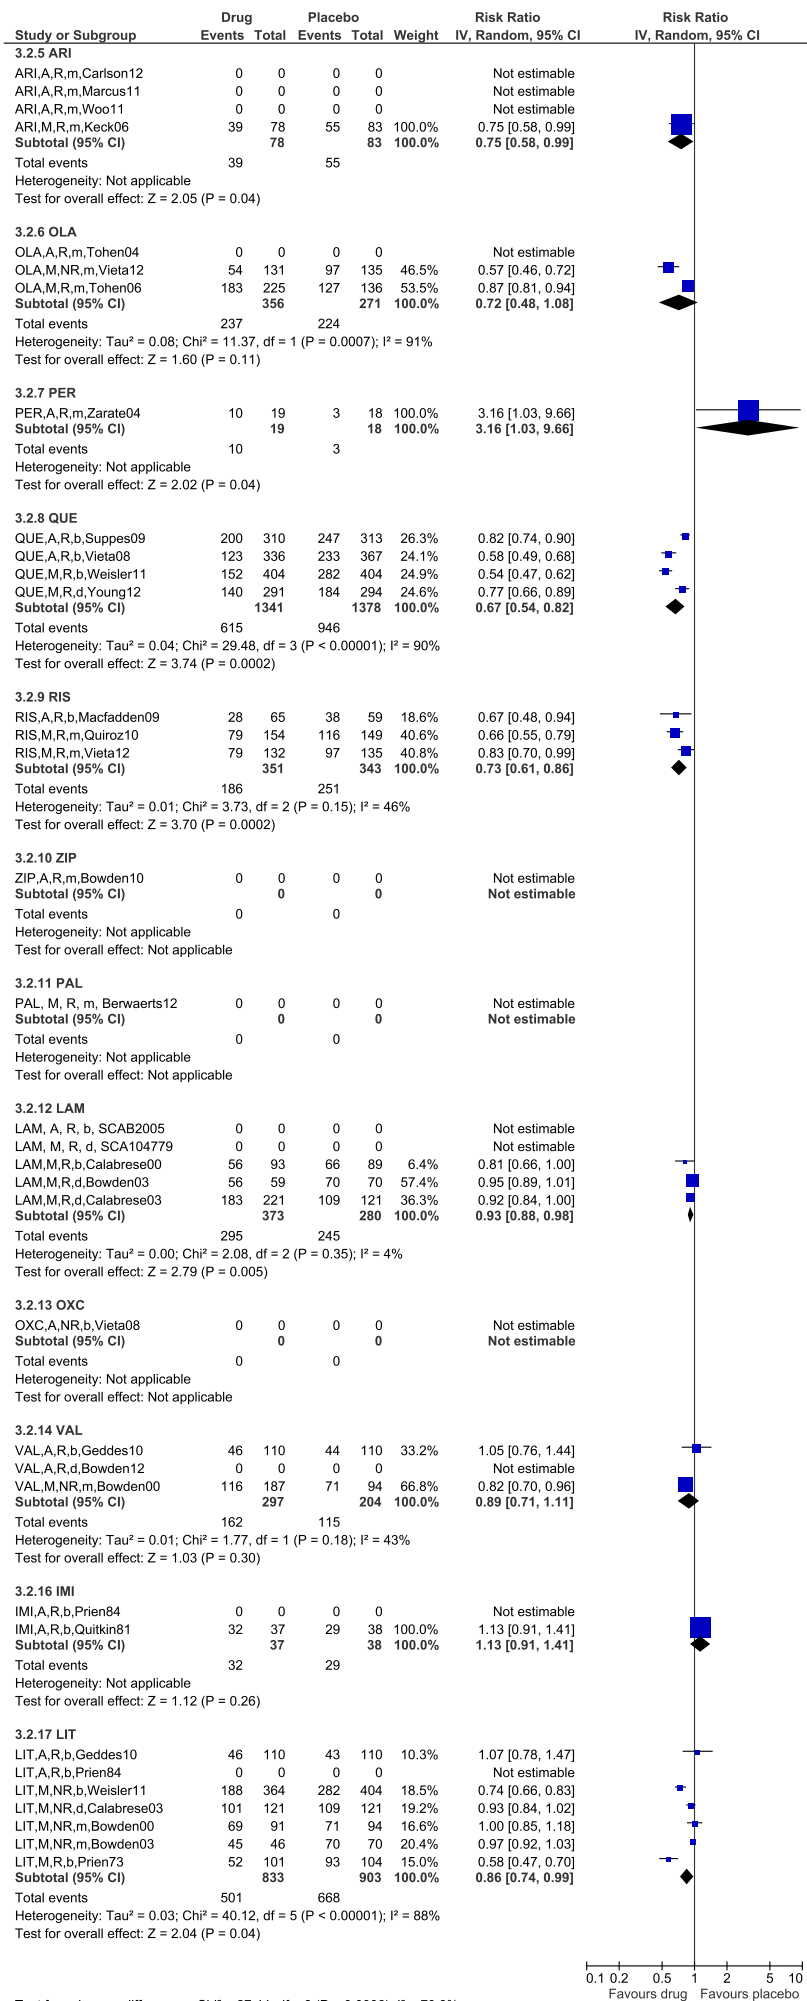 Drug Placebo Risk Ratio Risk Ratio
Study or Subgroup Events Total Events Total Weight IV, Random, 95% CI IV, Random, 95% CI
3.2.5 ARI
ARI,A,R,m,Carlson12 0 0 0 0 Not estimable
ARI,A,R,m,Marcus11 0 0 0 0 Not estimable
ARI,A,R,m,Woo11 0 0 0 0 Not estimable
ARI,M,R,m,Keck06 39 78 55 83 100.0% 0.75 [0.58, 0.99]
Subtotal (95% CI) 78 83 100.0% 0.75 [0.58, 0.99]
Total events 39 55
Heterogeneity: Not applicable
Test for overall effect: Z = 2.05 (P = 0.04)
3.2.6 OLA
OLA,A,R,m,Tohen04 0 0 0 0 Not estimable
OLA,M,NR,m,Vieta12 54 131 97 135 46.5% 0.57 [0.46, 0.72]
OLA,M,R,m,Tohen06 183 225 127 136 53.5% 0.87 [0.81, 0.94]
Subtotal (95% CI) 356 271 100.0% 0.72 [0.48, 1.08]
Total events 237 224
Heterogeneity: Tau² = 0.08; Chi² = 11.37, df = 1 (P = 0.0007); I² = 91%
Test for overall effect: Z = 1.60 (P = 0.11)
3.2.7 PER
PER,A,R,m,Zarate04 10 19 3 18 100.0% 3.16 [1.03, 9.66]
Subtotal (95% CI) 19 18 100.0% 3.16 [1.03, 9.66]
Total events 10 3
Heterogeneity: Not applicable
Test for overall effect: Z = 2.02 (P = 0.04)
3.2.8 QUE
QUE,A,R,b,Suppes09 200 310 247 313 26.3% 0.82 [0.74, 0.90]
QUE,A,R,b,Vieta08 123 336 233 367 24.1% 0.58 [0.49, 0.68]
QUE,M,R,b,Weisler11 152 404 282 404 24.9% 0.54 [0.47, 0.62]
QUE,M,R,d,Young12 140 291 184 294 24.6% 0.77 [0.66, 0.89]
Subtotal (95% CI) 1341 1378 100.0% 0.67 [0.54, 0.82]
Total events 615 946
Heterogeneity: Tau² = 0.04; Chi² = 29.48, df = 3 (P < 0.00001); I² = 90%
Test for overall effect: Z = 3.74 (P = 0.0002)
3.2.9 RIS
RIS,A,R,b,Macfadden09 28 65 38 59 18.6% 0.67 [0.48, 0.94]
RIS,M,R,m,Quiroz10 79 154 116 149 40.6% 0.66 [0.55, 0.79]
RIS,M,R,m,Vieta12 79 132 97 135 40.8% 0.83 [0.70, 0.99]
Subtotal (95% CI) 351 343 100.0% 0.73 [0.61, 0.86]
Total events 186 251
Heterogeneity: Tau² = 0.01; Chi² = 3.73, df = 2 (P = 0.15); I² = 46%
Test for overall effect: Z = 3.70 (P = 0.0002)
3.2.10 ZIP
ZIP,A,R,m,Bowden10 0 0 0 0 Not estimable
Subtotal (95% CI) 0 0 Not estimable
Total events 0 0
Heterogeneity: Not applicable
Test for overall effect: Not applicable
3.2.11 PAL
PAL, M, R, m, Berwaerts12 0 0 0 0 Not estimable
Subtotal (95% CI) 0 0 Not estimable
Total events 0 0
Heterogeneity: Not applicable
Test for overall effect: Not applicable
3.2.12 LAM
LAM, A, R, b, SCAB2005 0 0 0 0 Not estimable
LAM, M, R, d, SCA104779 0 0 0 0 Not estimable
LAM,M,R,b,Calabrese00 56 93 66 89 6.4% 0.81 [0.66, 1.00]
LAM,M,R,d,Bowden03 56 59 70 70 57.4% 0.95 [0.89, 1.01]
LAM,M,R,d,Calabrese03 183 221 109 121 36.3% 0.92 [0.84, 1.00]
Subtotal (95% CI) 373 280 100.0% 0.93 [0.88, 0.98]
Total events 295 245
Heterogeneity: Tau² = 0.00; Chi² = 2.08, df = 2 (P = 0.35); I² = 4%
Test for overall effect: Z = 2.79 (P = 0.005)
3.2.13 OXC
OXC,A,NR,b,Vieta08 0 0 0 0 Not estimable
Subtotal (95% CI) 0 0 Not estimable
Total events 0 0
Heterogeneity: Not applicable
Test for overall effect: Not applicable
3.2.14 VAL
VAL,A,R,b,Geddes10 46 110 44 110 33.2% 1.05 [0.76, 1.44]
VAL,A,R,d,Bowden12 0 0 0 0 Not estimable
VAL,M,NR,m,Bowden00 116 187 71 94 66.8% 0.82 [0.70, 0.96]
Subtotal (95% CI) 297 204 100.0% 0.89 [0.71, 1.11]
Total events 162 115
Heterogeneity: Tau² = 0.01; Chi² = 1.77, df = 1 (P = 0.18); I² = 43%
Test for overall effect: Z = 1.03 (P = 0.30)
3.2.16 IMI
IMI,A,R,b,Prien84 0 0 0 0 Not estimable
IMI,A,R,b,Quitkin81 32 37 29 38 100.0% 1.13 [0.91, 1.41]
Subtotal (95% CI) 37 38 100.0% 1.13 [0.91, 1.41]
Total events 32 29
Heterogeneity: Not applicable
Test for overall effect: Z = 1.12 (P = 0.26)
3.2.17 LIT
LIT,A,R,b,Geddes10 46 110 43 110 10.3% 1.07 [0.78, 1.47]
LIT,A,R,b,Prien84 0 0 0 0 Not estimable
LIT,M,NR,b,Weisler11 188 364 282 404 18.5% 0.74 [0.66, 0.83]
LIT,M,NR,d,Calabrese03 101 121 109 121 19.2% 0.93 [0.84, 1.02]
LIT,M,NR,m,Bowden00 69 91 71 94 16.6% 1.00 [0.85, 1.18]
LIT,M,NR,m,Bowden03 45 46 70 70 20.4% 0.97 [0.92, 1.03]
LIT,M,R,b,Prien73 52 101 93 104 15.0% 0.58 [0.47, 0.70]
Subtotal (95% CI) 833 903 100.0% 0.86 [0.74, 0.99]
Total events 501 668
Heterogeneity: Tau² = 0.03; Chi² = 40.12, df = 5 (P < 0.00001); I² = 88%
Test for overall effect: Z = 2.04 (P = 0.04)
0.1 0.2 0.5 1 2 5 10
Favours drug Favours placebo